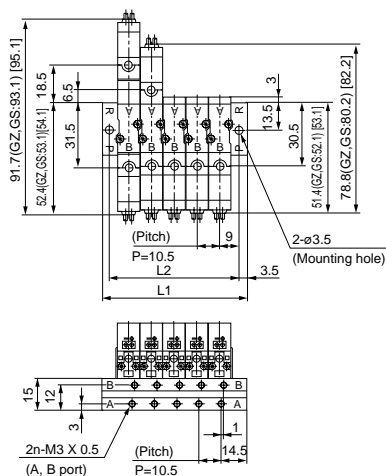 91.7(GZ,GS:93.1) [95.1]
18.5
6.5
31.5
52.4(GZ,GS:53.1)[54.1]
3
13.5
30.5
51.4(GZ,GS:52.1) [53.1]
78.8(GZ,GS:80.2) [82.2]
R
R
P
P
A A A A
B B B B
(Pitch)
P=10.5
9
2-ø3.5
(Mounting hole)
L2
3.5
L1
15
12
3
B
B
A
A
1
2n-M3 X 0.5
(A, B port)
(Pitch)
P=10.5
14.5